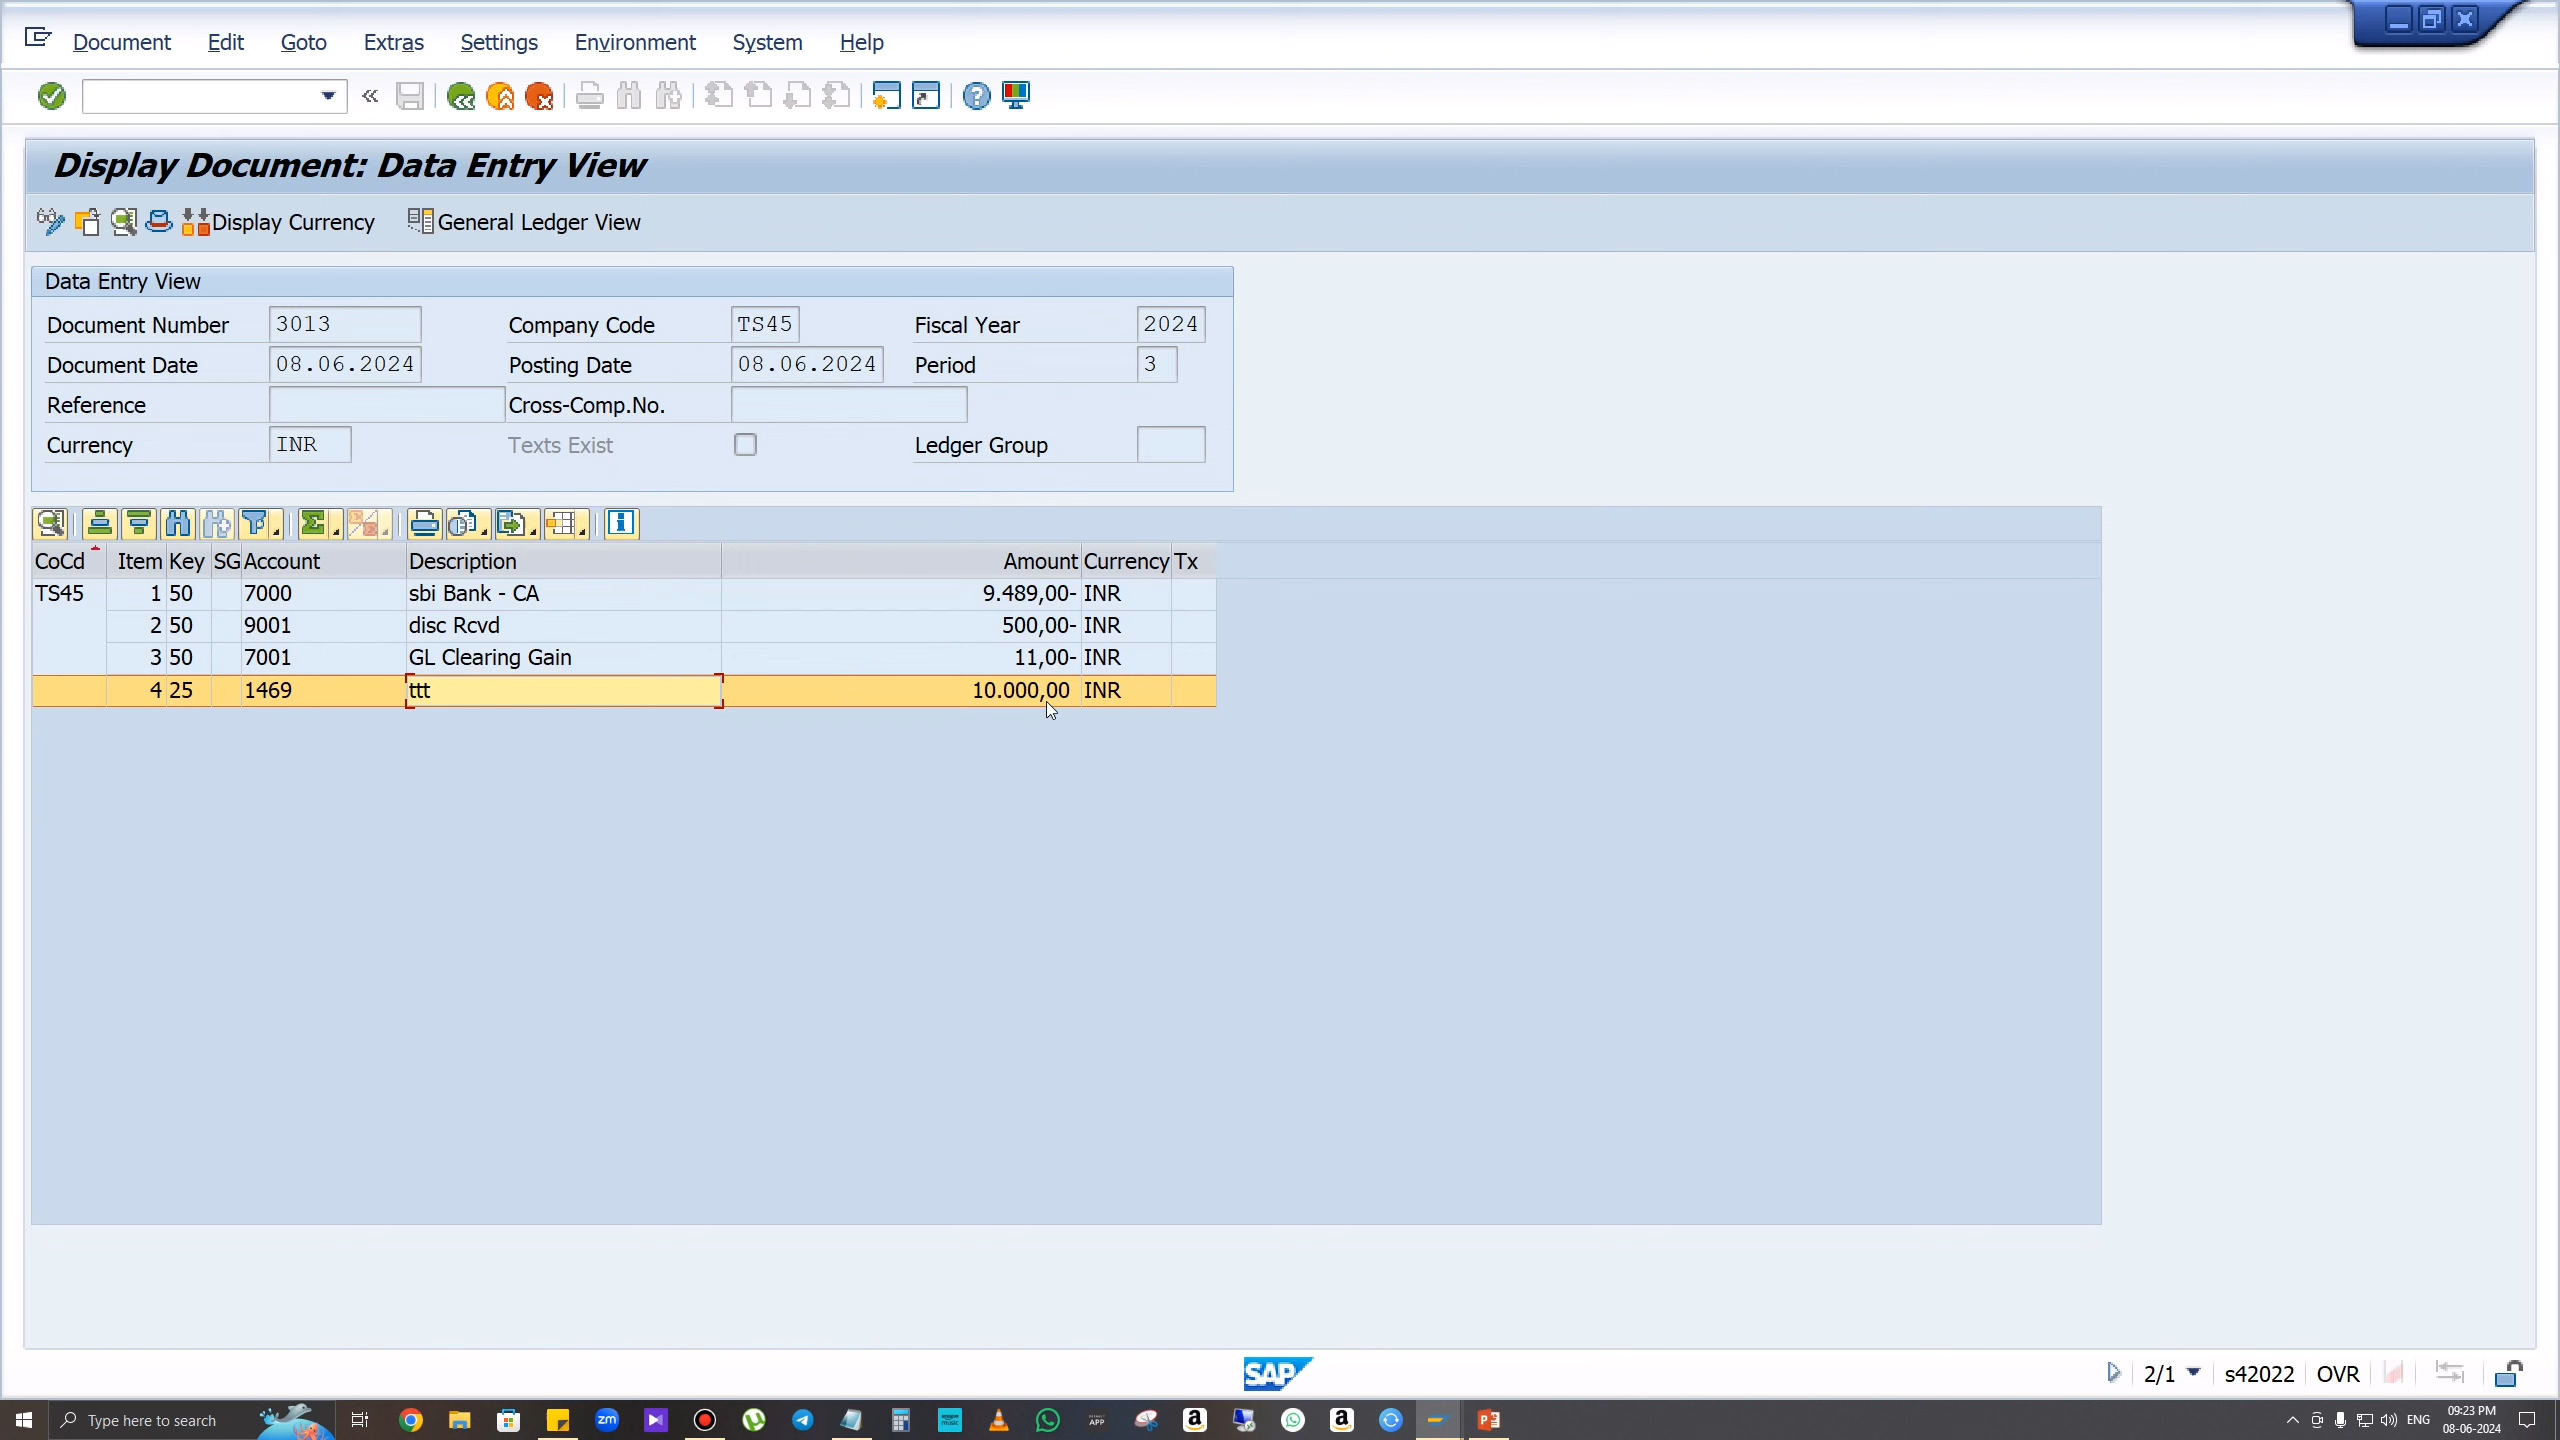 Document Edit Goto Extras Settings Environment System Help
Display Document: Data Entry View
Display Currency General Ledger View
Data Entry View
Document Number 3013 Company Code TS45 Fiscal Year 2024
Document Date 08.06.2024 Posting Date 08.06.2024 Period 3
Reference Cross-Comp.No.
Currency INR Texts Exist Ledger Group
CoCd Item Key SG Account Description Amount Currency Tx
TS45 1 50 7000 sbi Bank - CA 9.489,00- INR
2 50 9001 disc Rcvd 500,00- INR
3 50 7001 GL Clearing Gain 11,00- INR
4 25 1469 ttt 10.000,00 INR
SAP 2/1 s42022 OVR
Type here to search zm APP a a ENG 09:23 PM
08-06-2024